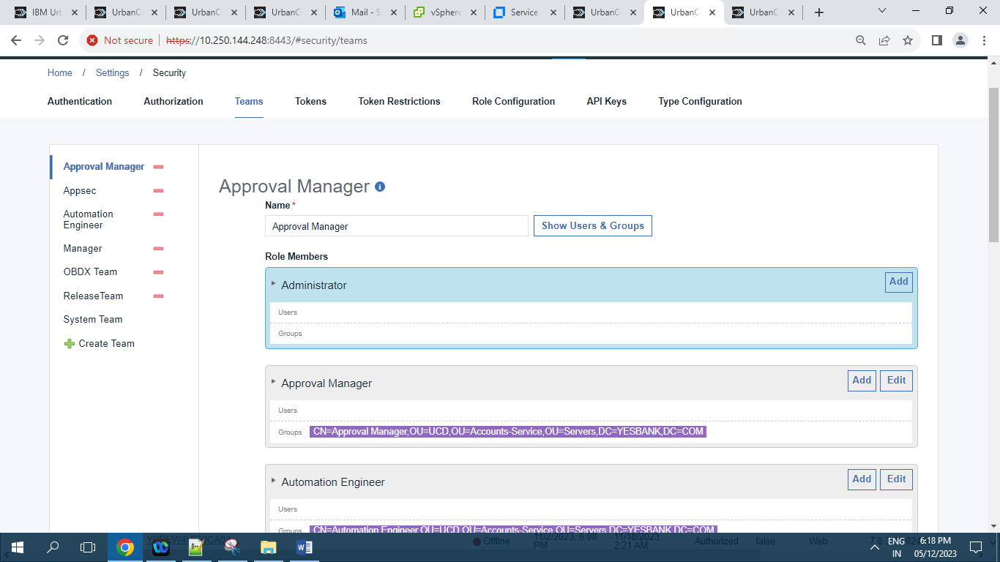 IBM Urb UrbanC UrbanC UrbanC Mail - S vSphere Service UrbanC UrbanC UrbanC
Not secure https://10.250.144.248:8443/#security/teams
Home / Settings / Security
Authentication Authorization Teams Tokens Token Restrictions Role Configuration API Keys Type Configuration
Approval Manager
Appsec
Automation
Engineer
Manager
OBDX Team
ReleaseTeam
System Team
Create Team
Approval Manager
Name *
Approval Manager Show Users & Groups
Role Members
Administrator Add
Users
Groups
Approval Manager Add Edit
Users
Groups CN=Approval Manager,OU=UCD,OU=Accounts-Service,OU=Servers,DC=YESBANK,DC=COM
Automation Engineer Add Edit
Users
Groups CN=Automation Engineer,OU=UCD,OU=Accounts-Service,OU=Servers,DC=YESBANK,DC=COM
Offline 11/2/2023, 6:08 PM 11/18/2023, 2:21 AM Authorized false Web
ENG 6:18 PM
IN 05/12/2023